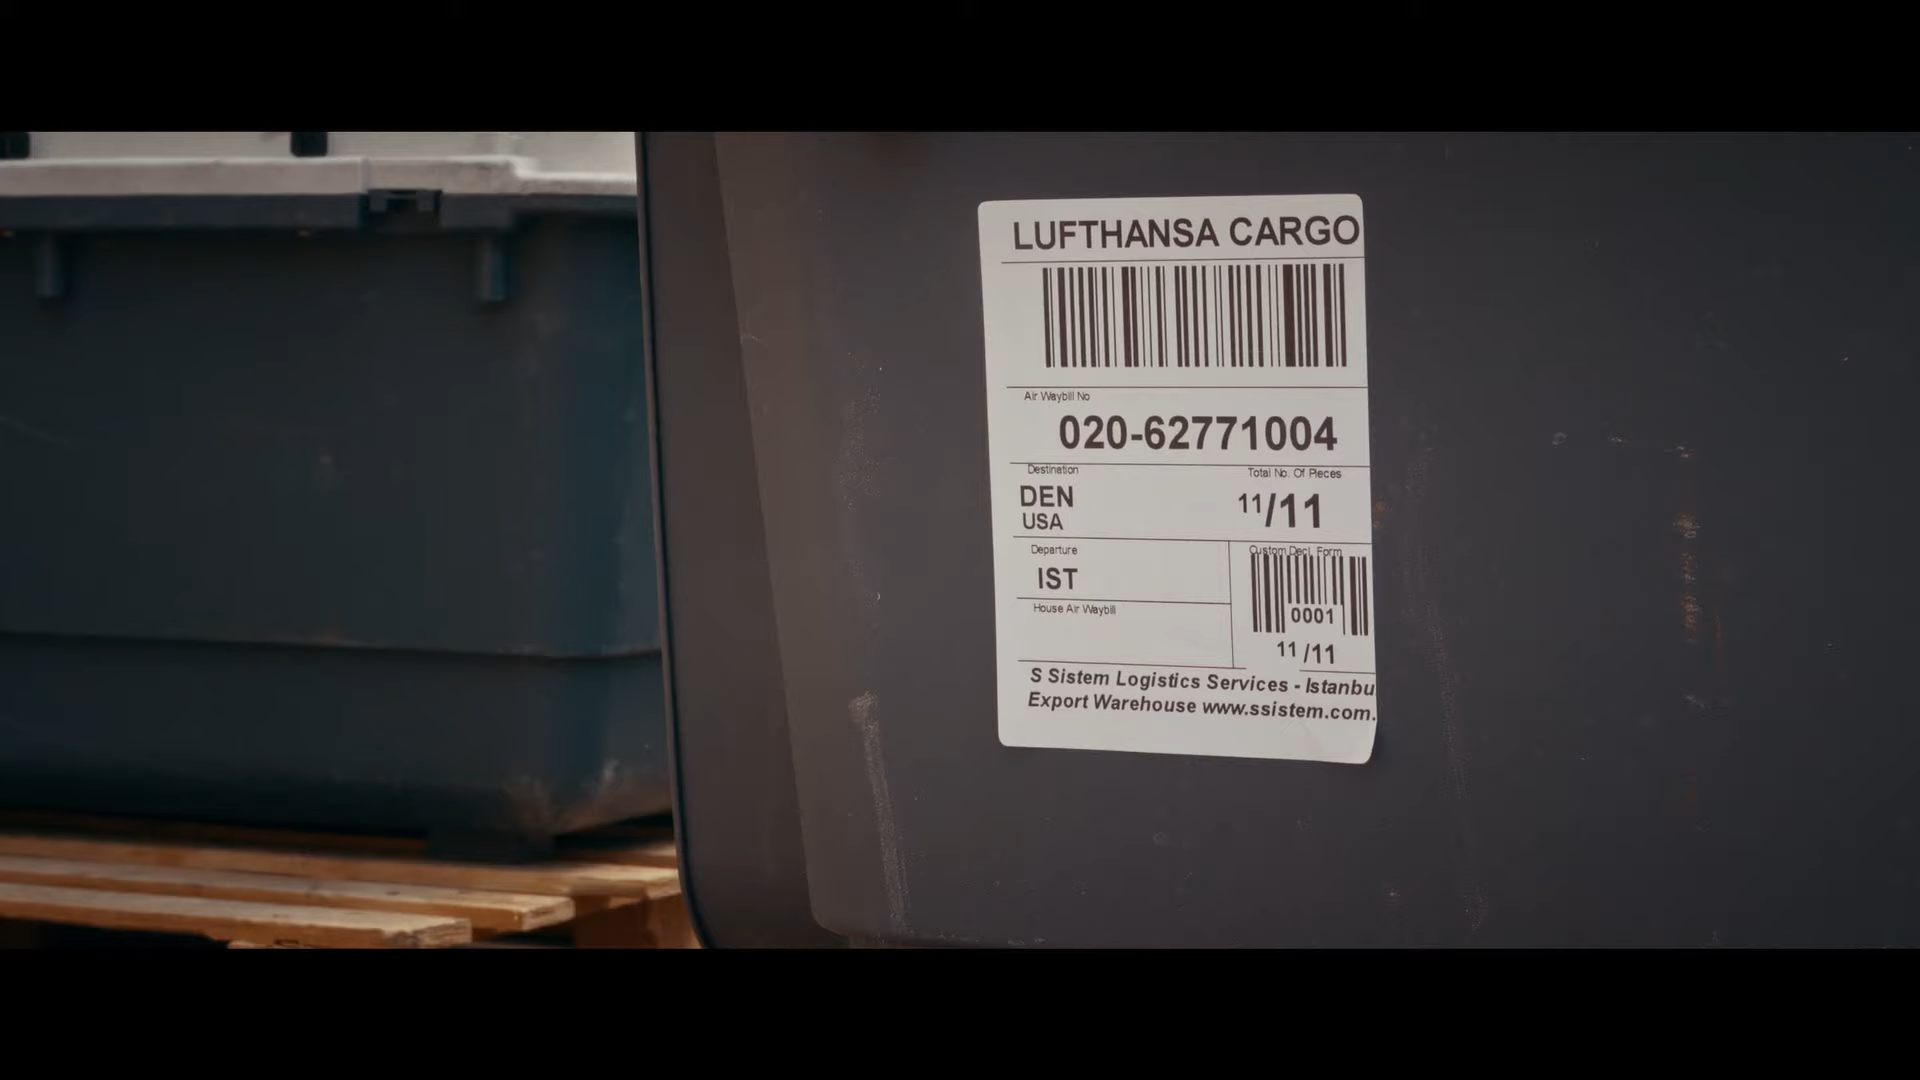 LUFTHANSA CARGO
Air Waybill No
020-62771004
Destination
Total No. Of Pieces
DEN
USA
11/11
Departure
Custom Decl. Form
IST
0001
House Air Waybill
11/11
S Sistem Logistics Services - Istanbu
Export Warehouse www.ssistem.com.